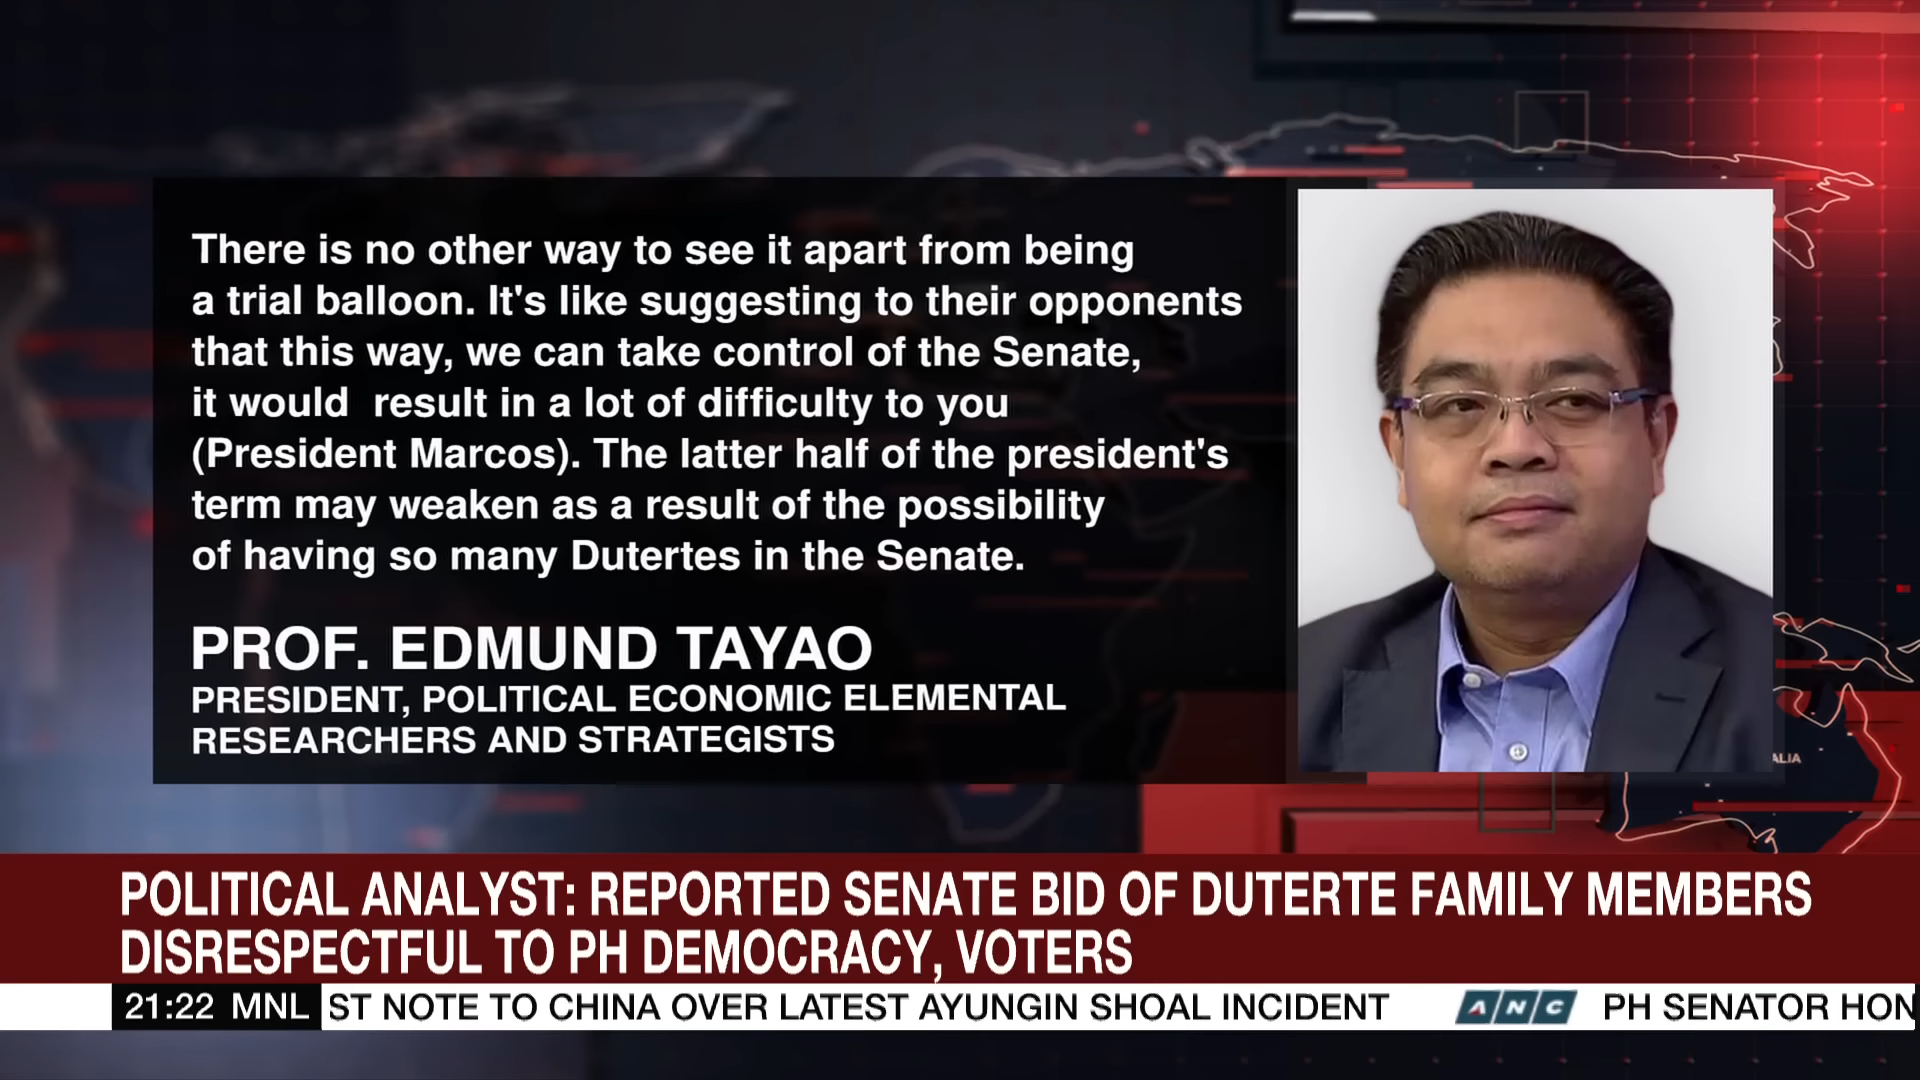 There is no other way to see it apart from being
a trial balloon. It's like suggesting to their opponents
that this way, we can take control of the Senate,
it would  result in a lot of difficulty to you
(President Marcos). The latter half of the president's
term may weaken as a result of the possibility
of having so many Dutertes in the Senate.
PROF. EDMUND TAYAO
PRESIDENT, POLITICAL ECONOMIC ELEMENTAL
RESEARCHERS AND STRATEGISTS
ALIA
POLITICAL ANALYST: REPORTED SENATE BID OF DUTERTE FAMILY MEMBERS
DISRESPECTFUL TO PH DEMOCRACY, VOTERS
21:22 MNL ST NOTE TO CHINA OVER LATEST AYUNGIN SHOAL INCIDENT ANC PH SENATOR HON